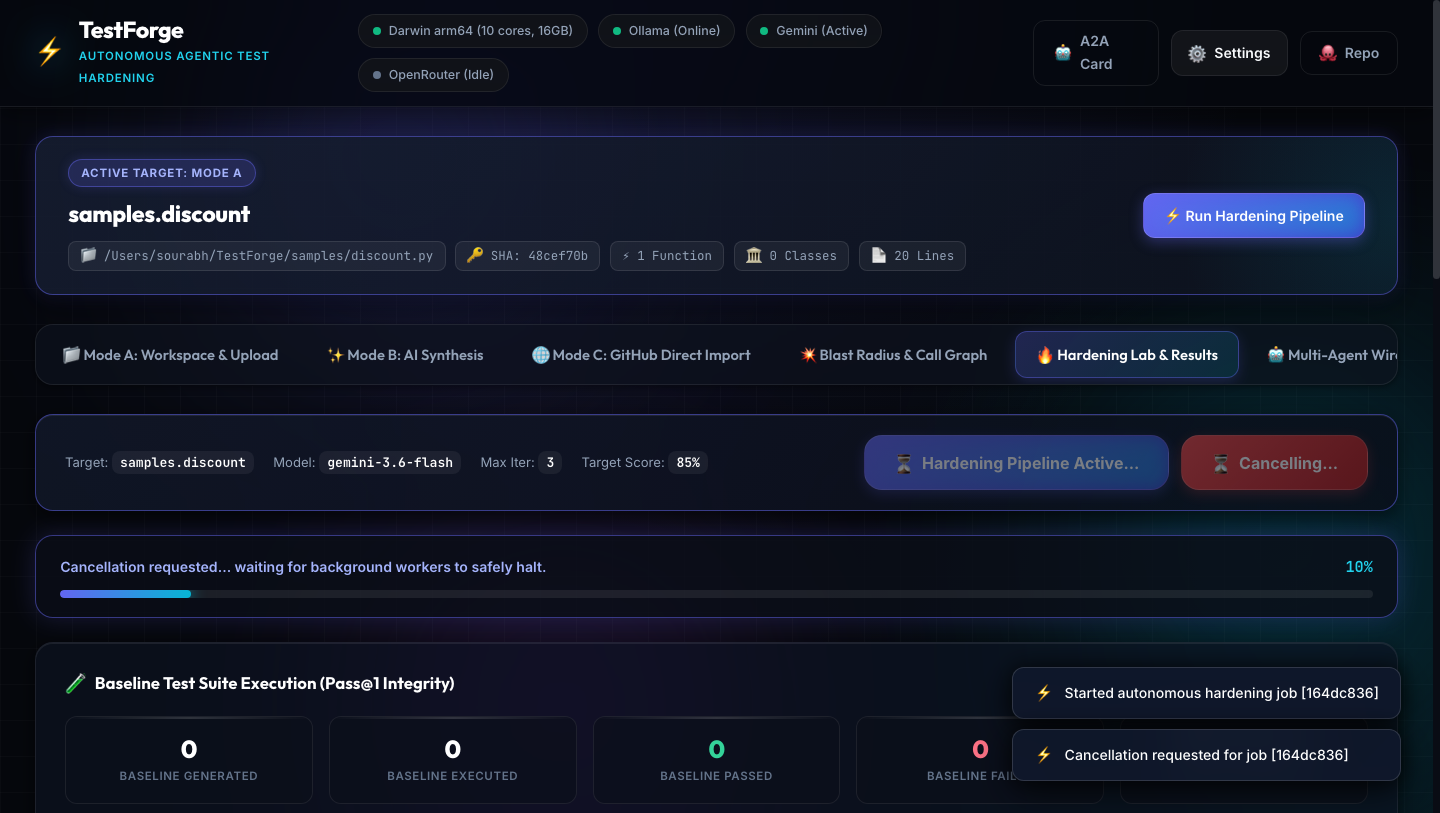 TestForge
AUTONOMOUS AGENTIC TEST
HARDENING
Darwin arm64 (10 cores, 16GB)
Ollama (Online)
Gemini (Active)
OpenRouter (Idle)
A2A
Card
Settings
Repo
ACTIVE TARGET: MODE A
samples.discount
/Users/sourabh/TestForge/samples/discount.py
SHA: 48cef70b
⚡ 1 Function
0 Classes
20 Lines
⚡ Run Hardening Pipeline
Mode A: Workspace & Upload
Mode B: AI Synthesis
Mode C: GitHub Direct Import
Blast Radius & Call Graph
Hardening Lab & Results
Multi-Agent Wir
Target: samples.discount
Model: gemini-3.6-flash
Max Iter: 3
Target Score: 85%
Hardening Pipeline Active...
Cancelling...
Cancellation requested... waiting for background workers to safely halt.
10%
Baseline Test Suite Execution (Pass@1 Integrity)
0
BASELINE GENERATED
0
BASELINE EXECUTED
0
BASELINE PASSED
0
BASELINE FAI
Started autonomous hardening job [164dc836]
Cancellation requested for job [164dc836]